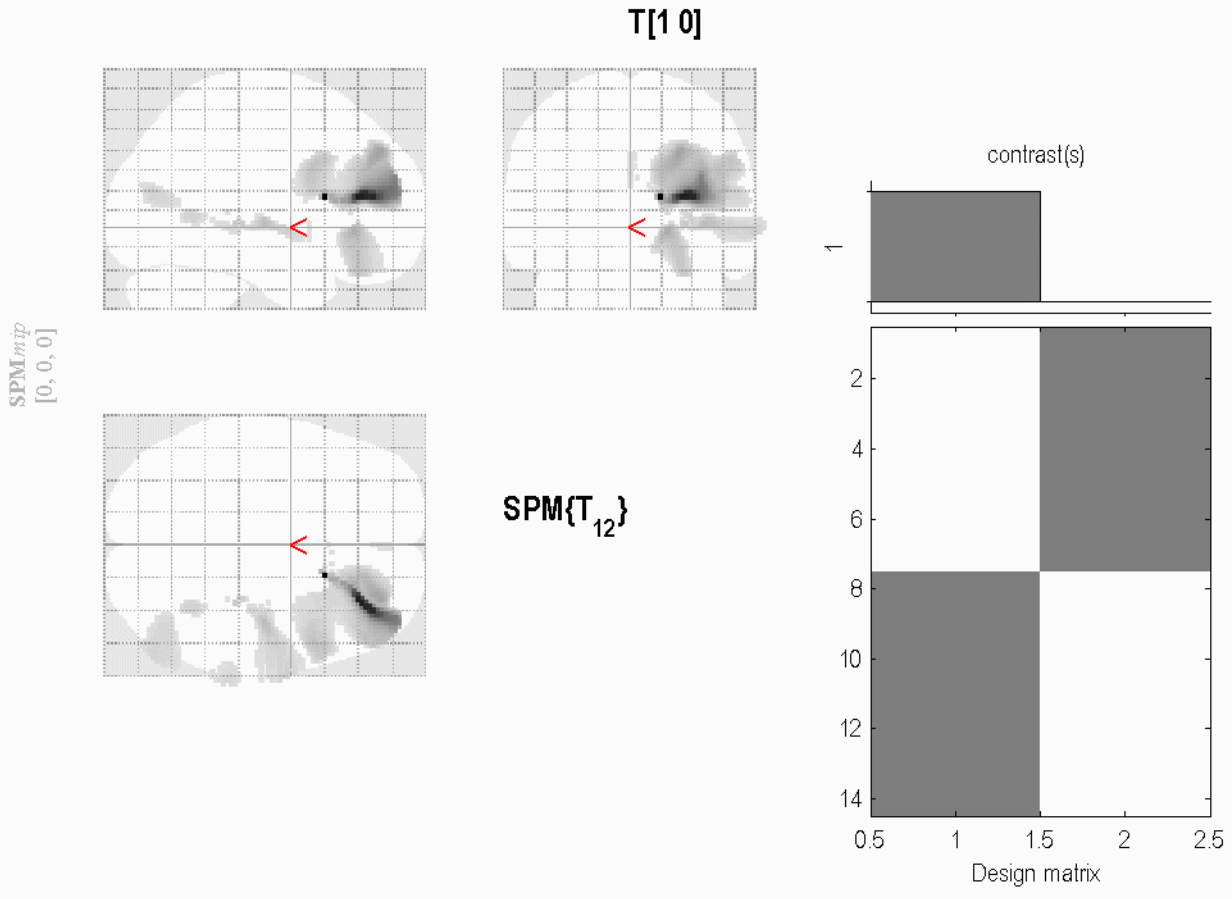 T[1 0]
contrast(s)
1
SPMmip
[0, 0, 0]
<
<
<
SPM{T12}
2
4
6
8
10
12
14
0.5 1 1.5 2 2.5
Design matrix